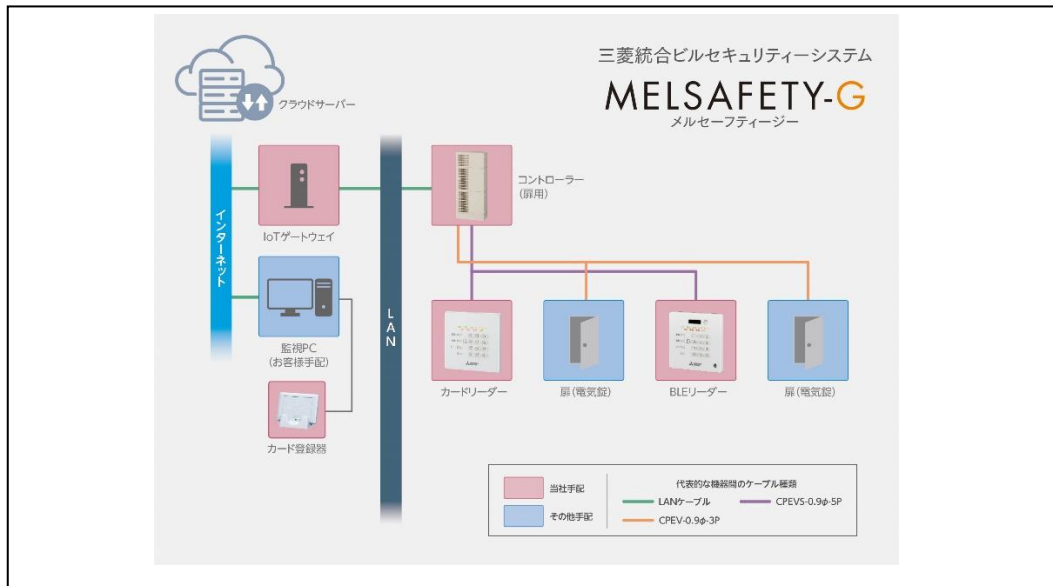 三菱統合ビルセキュリティーシステム
MELSAFETY-G
メルセーフティージー
クラウドサーバー
インターネット
IoTゲートウェイ
監視PC
(お客様手配)
カード登録器
LAN
コントローラー
(扉用)
カードリーダー
扉(電気錠)
BLEリーダー
扉(電気錠)
当社手配
その他手配
代表的な機器間のケーブル種類
LANケーブル
CPEVS-0.9φ-5P
CPEV-0.9φ-3P